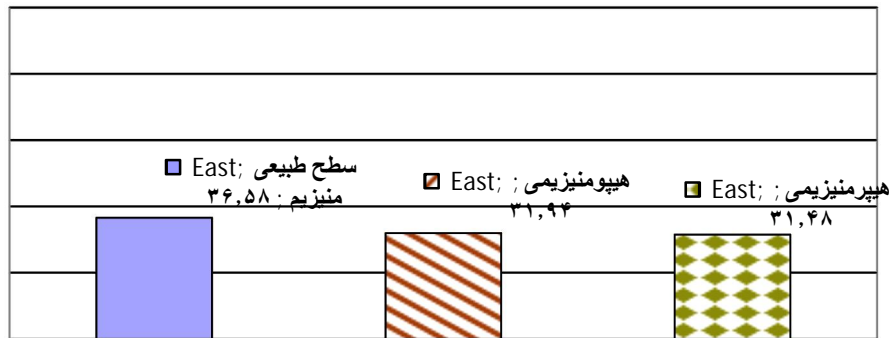 East; سطح طبیعی
منیزیم ; ۳۶,۵۸
East; هیپومنیزیمی ;
۳۱,۹۴
East; هیپرمنیزیمی ;
۳۱,۴۸